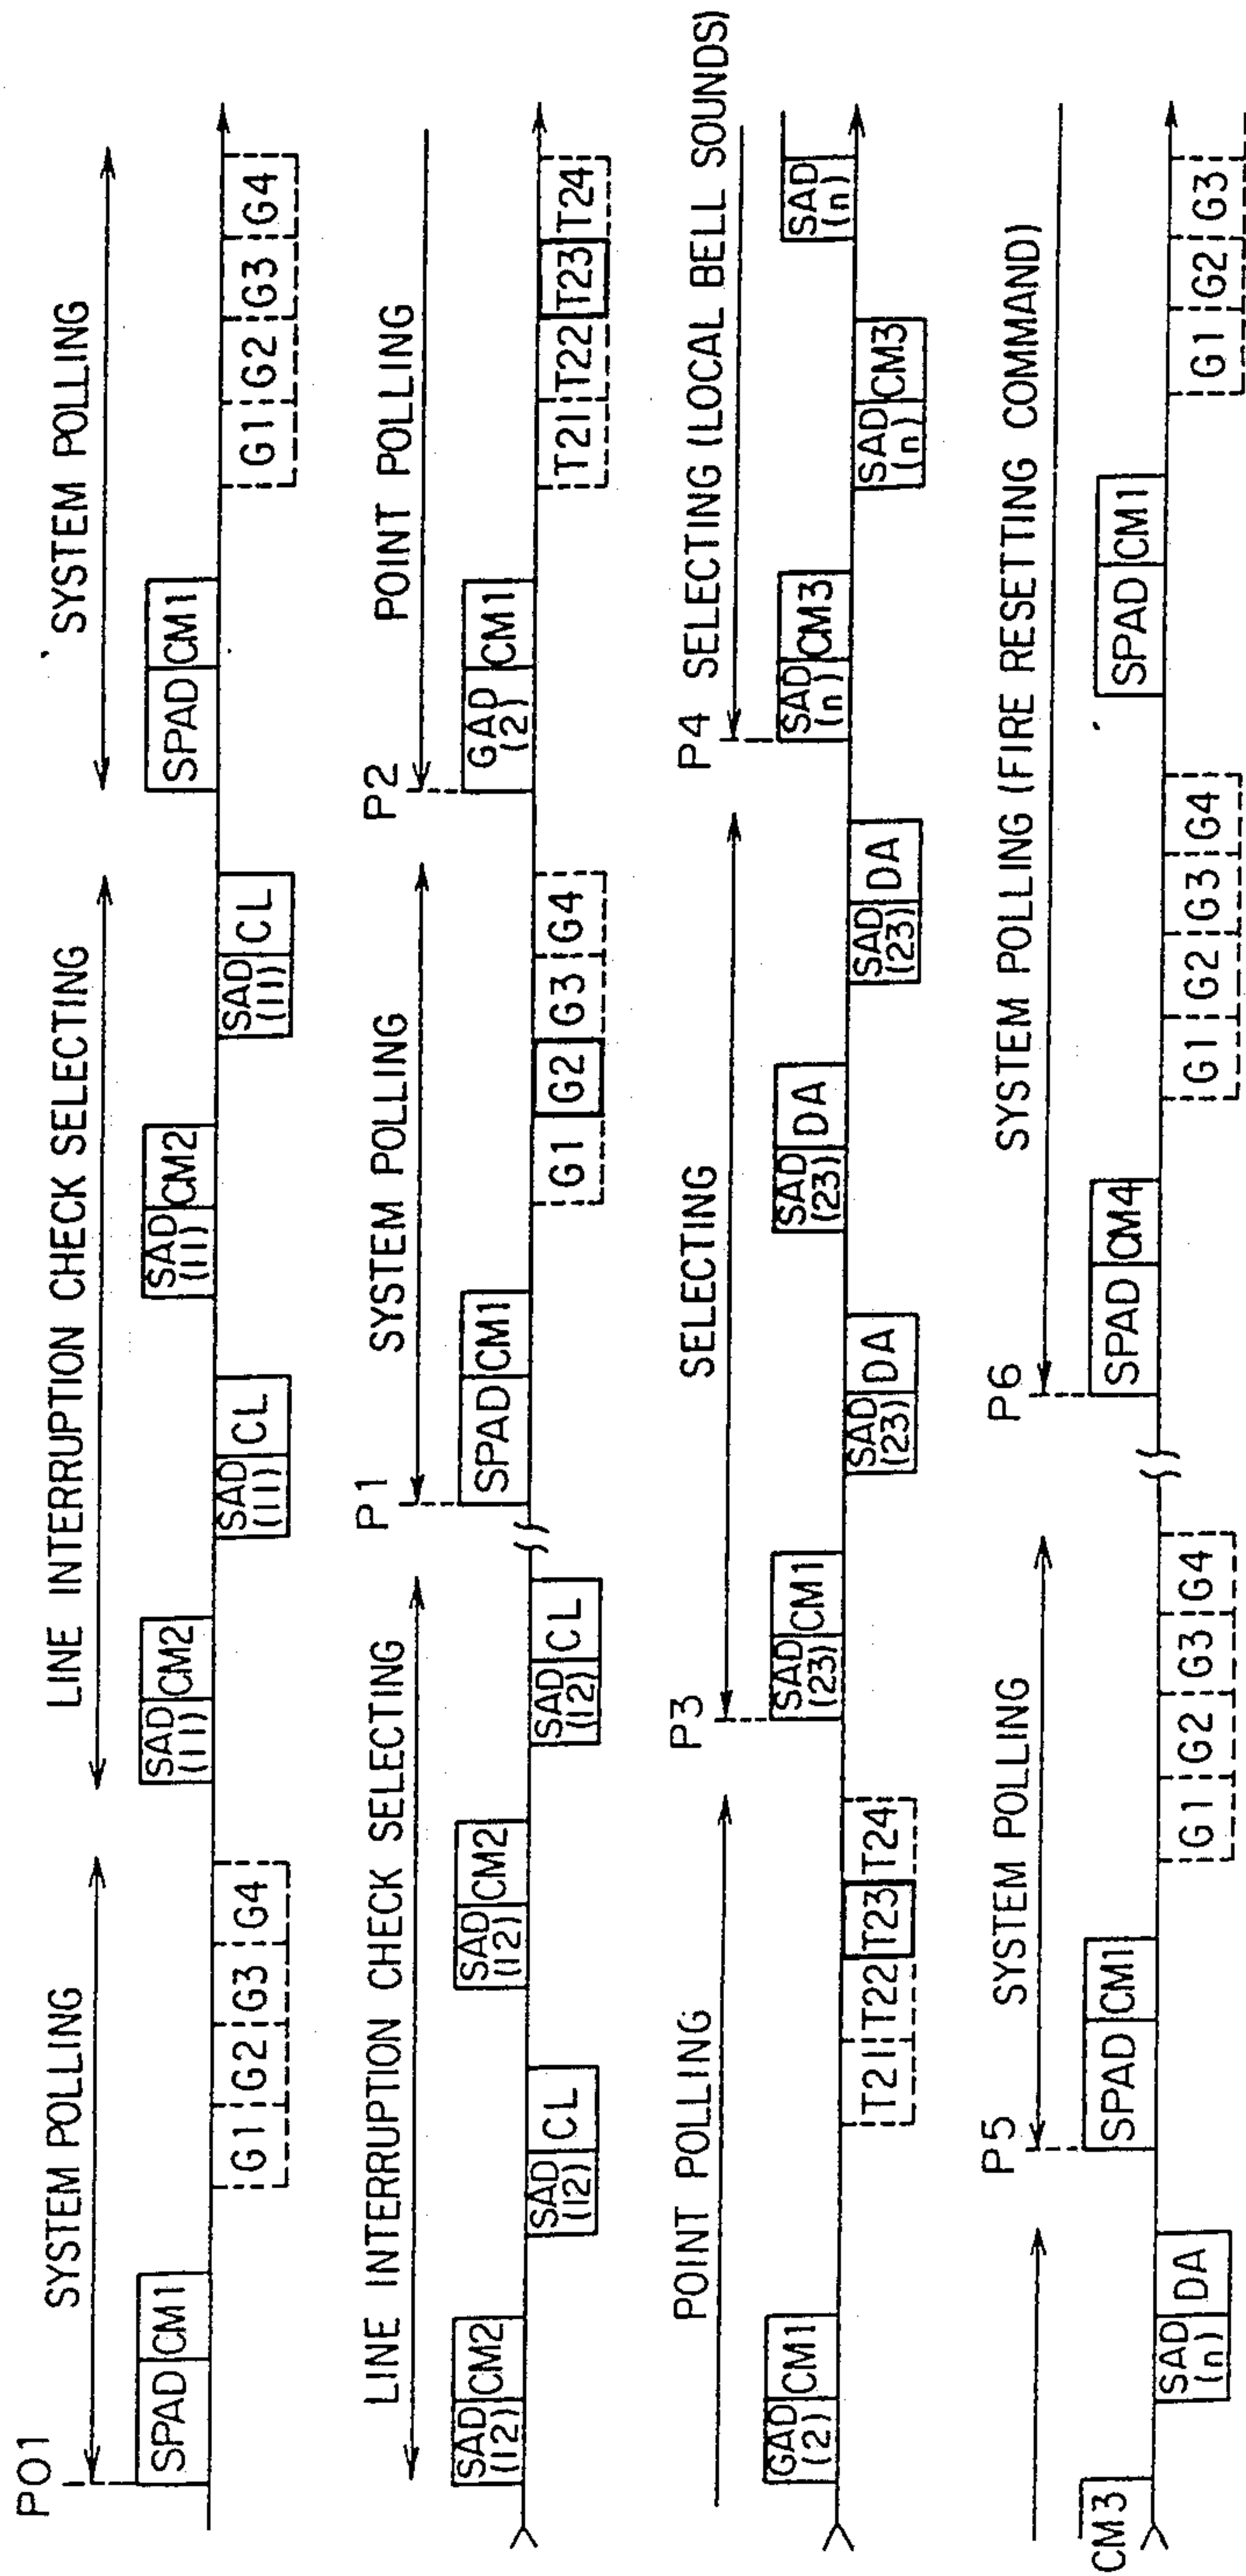 P01
SYSTEM POLLING
LINE INTERRUPTION CHECK SELECTING
SYSTEM POLLING
SPAD CM1
G1 G2 G3 G4
SAD (11) CM2
SAD (11) CL
SAD (11) CM2
SAD (11) CL
SPAD CM1
G1 G2 G3 G4
LINE INTERRUPTION CHECK SELECTING
P1
SYSTEM POLLING
P2
POINT POLLING
SAD (12) CM2
SAD (12) CL
SAD (12) CM2
SAD (12) CL
SPAD CM1
G1 G2 G3 G4
GAD (2) CM1
T21 T22 T23 T24
POINT POLLING
P3
SELECTING
P4
SELECTING (LOCAL BELL SOUNDS)
GAD (2) CM1
T21 T22 T23 T24
SAD (23) CM1
SAD (23) DA
SAD (23) DA
SAD (23) DA
SAD (n) CM3
SAD (n) CM3
SAD (n)
P5
SYSTEM POLLING
P6
SYSTEM POLLING (FIRE RESETTING COMMAND)
CM3
SAD (n) DA
SPAD CM1
G1 G2 G3 G4
SPAD CM4
G1 G2 G3 G4
SPAD CM1
G1 G2 G3